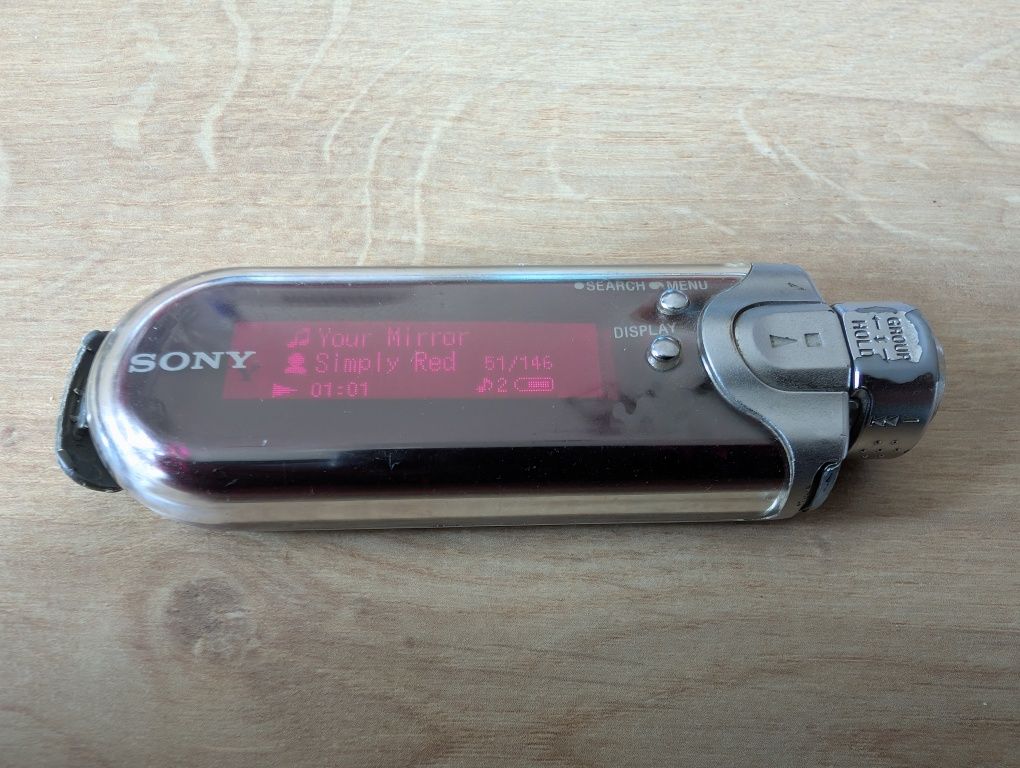 SEARCH MENU
DISPLAY
SONY
Your Mirror
Simply Red 51/146
01:01 2
HOLD
GROUP